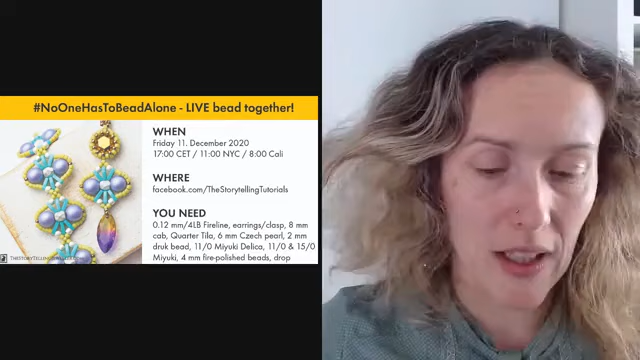 #NoOneHasToBeadAlone - LIVE bead together!
WHEN
Friday 11. December 2020
17:00 CET / 11:00 NYC / 8:00 Cali
WHERE
facebook.com/TheStorytellingTutorials
YOU NEED
0.12 mm/4LB Fireline, earrings/clasp, 8 mm
cab, Quarter Tila, 6 mm Czech pearl, 2 mm
druk bead, 11/0 Miyuki Delica, 11/0 & 15/0
Miyuki, 4 mm fire-polished beads, drop